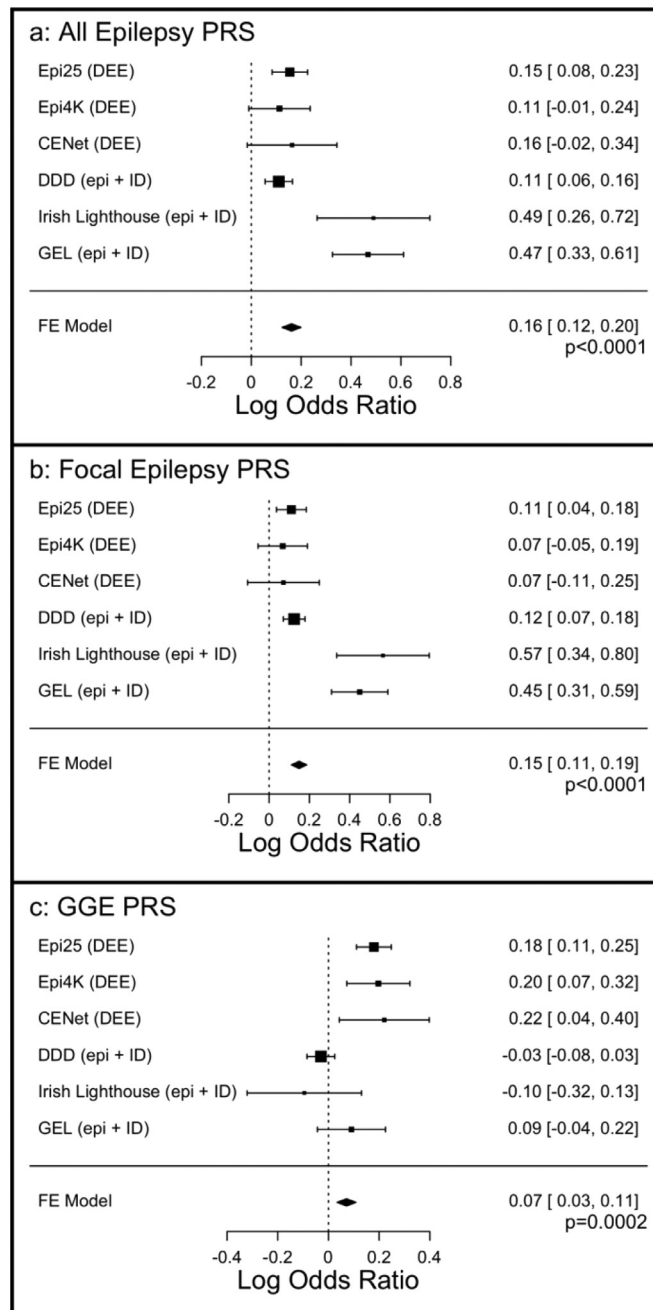 a: All Epilepsy PRS
Epi25 (DEE) 0.15 [ 0.08, 0.23]
Epi4K (DEE) 0.11 [-0.01, 0.24]
CENet (DEE) 0.16 [-0.02, 0.34]
DDD (epi + ID) 0.11 [ 0.06, 0.16]
Irish Lighthouse (epi + ID) 0.49 [ 0.26, 0.72]
GEL (epi + ID) 0.47 [ 0.33, 0.61]
FE Model 0.16 [ 0.12, 0.20]
p<0.0001
-0.2 0 0.2 0.4 0.6 0.8
Log Odds Ratio
b: Focal Epilepsy PRS
Epi25 (DEE) 0.11 [ 0.04, 0.18]
Epi4K (DEE) 0.07 [-0.05, 0.19]
CENet (DEE) 0.07 [-0.11, 0.25]
DDD (epi + ID) 0.12 [ 0.07, 0.18]
Irish Lighthouse (epi + ID) 0.57 [ 0.34, 0.80]
GEL (epi + ID) 0.45 [ 0.31, 0.59]
FE Model 0.15 [ 0.11, 0.19]
p<0.0001
-0.2 0 0.2 0.4 0.6 0.8
Log Odds Ratio
c: GGE PRS
Epi25 (DEE) 0.18 [ 0.11, 0.25]
Epi4K (DEE) 0.20 [ 0.07, 0.32]
CENet (DEE) 0.22 [ 0.04, 0.40]
DDD (epi + ID) -0.03 [-0.08, 0.03]
Irish Lighthouse (epi + ID) -0.10 [-0.32, 0.13]
GEL (epi + ID) 0.09 [-0.04, 0.22]
FE Model 0.07 [ 0.03, 0.11]
p=0.0002
-0.4 -0.2 0 0.2 0.4
Log Odds Ratio